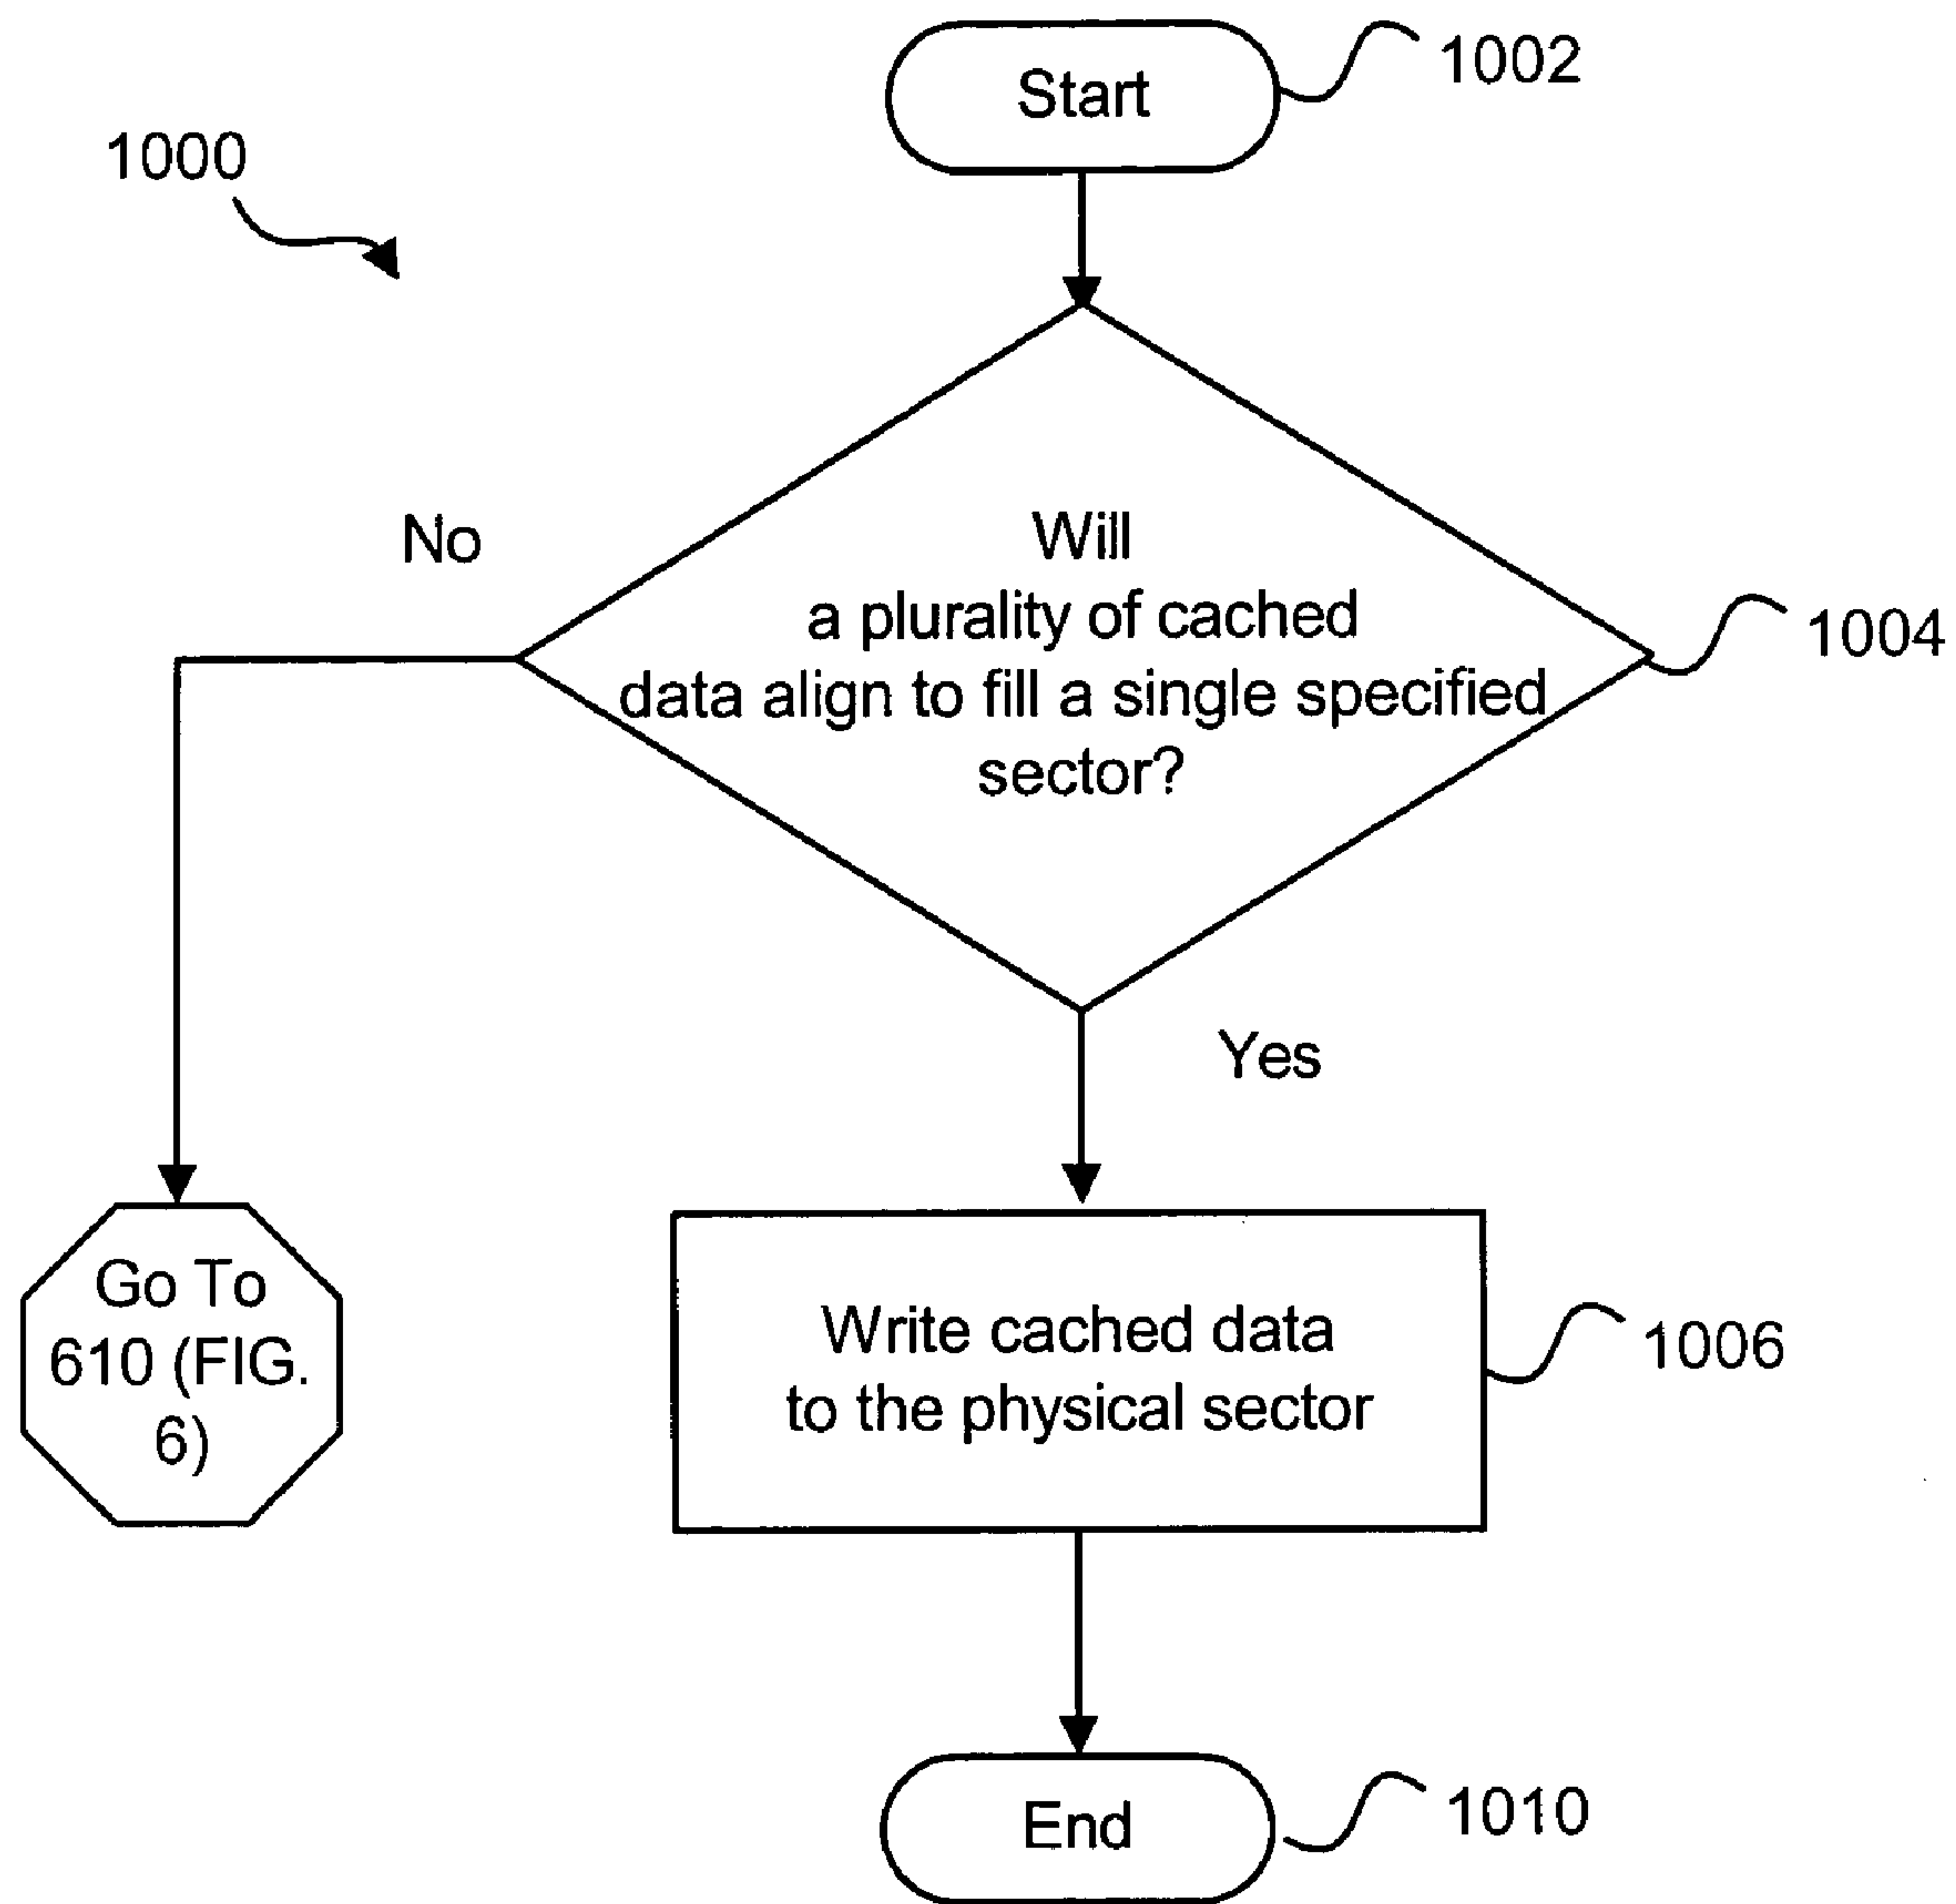 Start
1002
1000
No
Will
a plurality of cached
data align to fill a single specified
sector?
1004
Yes
Go To
610 (FIG.
6)
Write cached data
to the physical sector
1006
End
1010